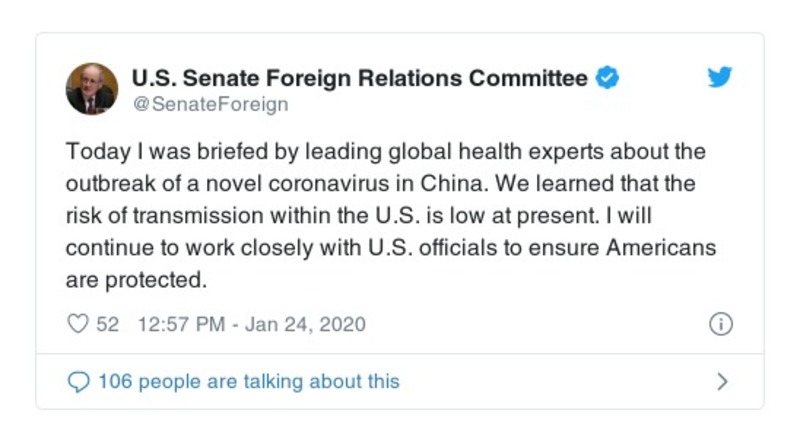 U.S. Senate Foreign Relations Committee
@SenateForeign
Today I was briefed by leading global health experts about the
outbreak of a novel coronavirus in China. We learned that the
risk of transmission within the U.S. is low at present. I will
continue to work closely with U.S. officials to ensure Americans
are protected.
52 12:57 PM - Jan 24, 2020
106 people are talking about this